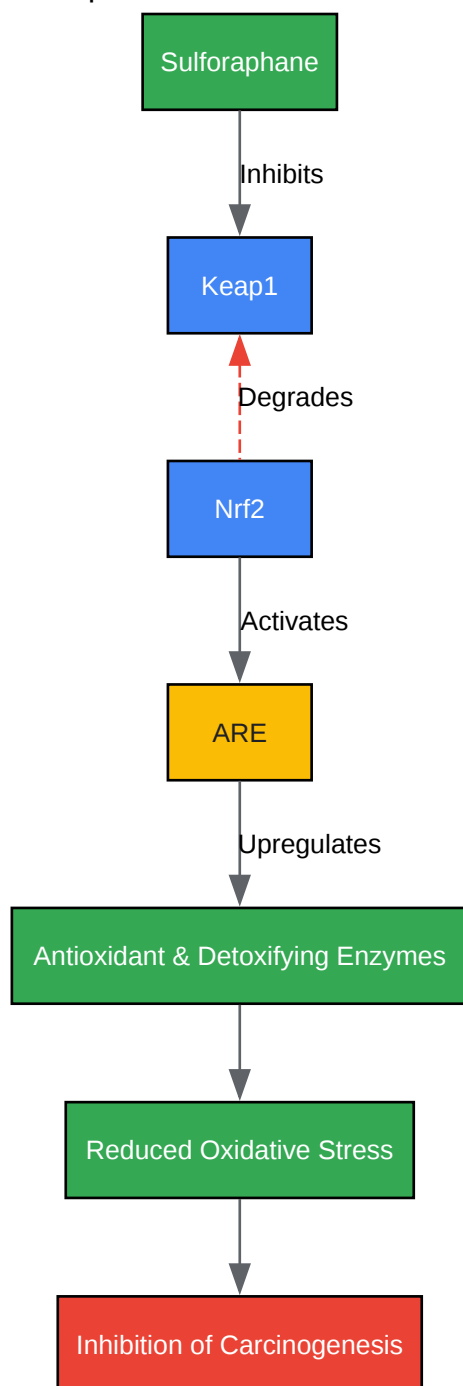 Sulforaphane
Inhibits
Keap1
Degrades
Nrf2
Activates
ARE
Upregulates
Antioxidant & Detoxifying Enzymes
Reduced Oxidative Stress
Inhibition of Carcinogenesis